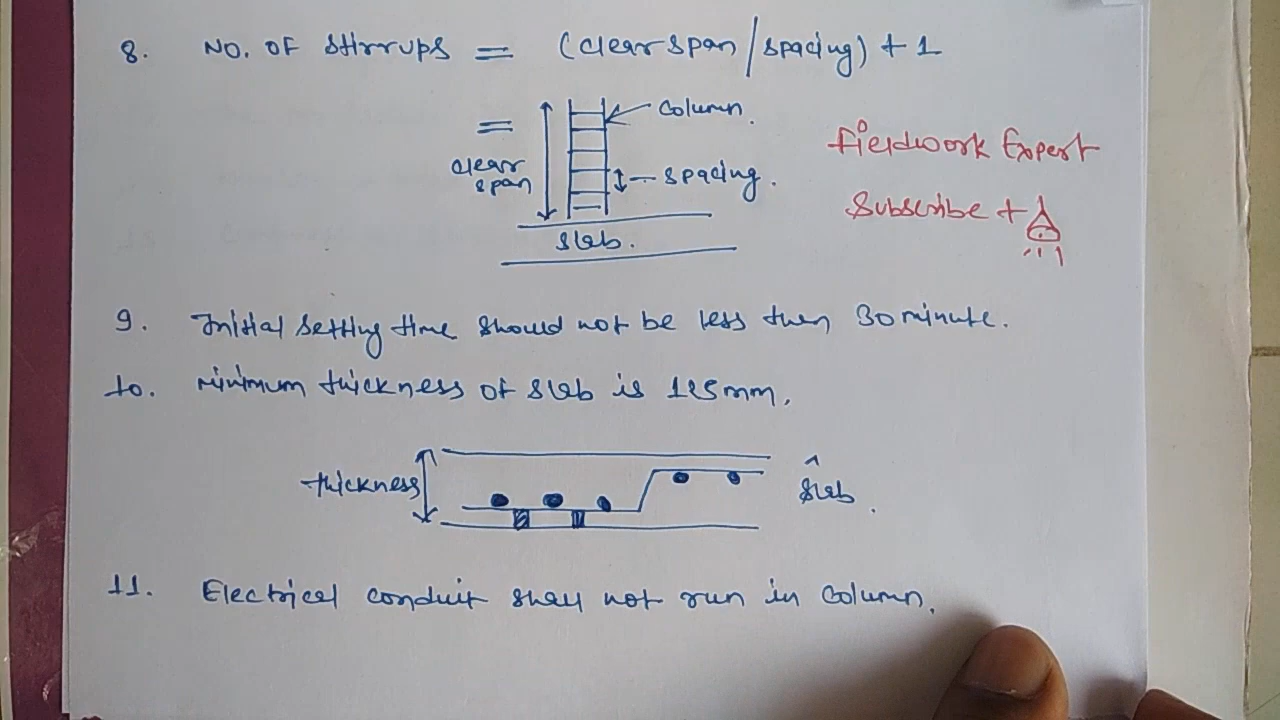 8. NO. OF Stirrups = (clear span/spacing) + 1
= column.
clear span
spacing.
slab.
Fieldwork Expert
Subscribe +
9. Initial setting time should not be less then 30 minute.
10. minimum thickness of slab is 125mm.
thickness
slab.
11. Electrical conduit shall not run in column.